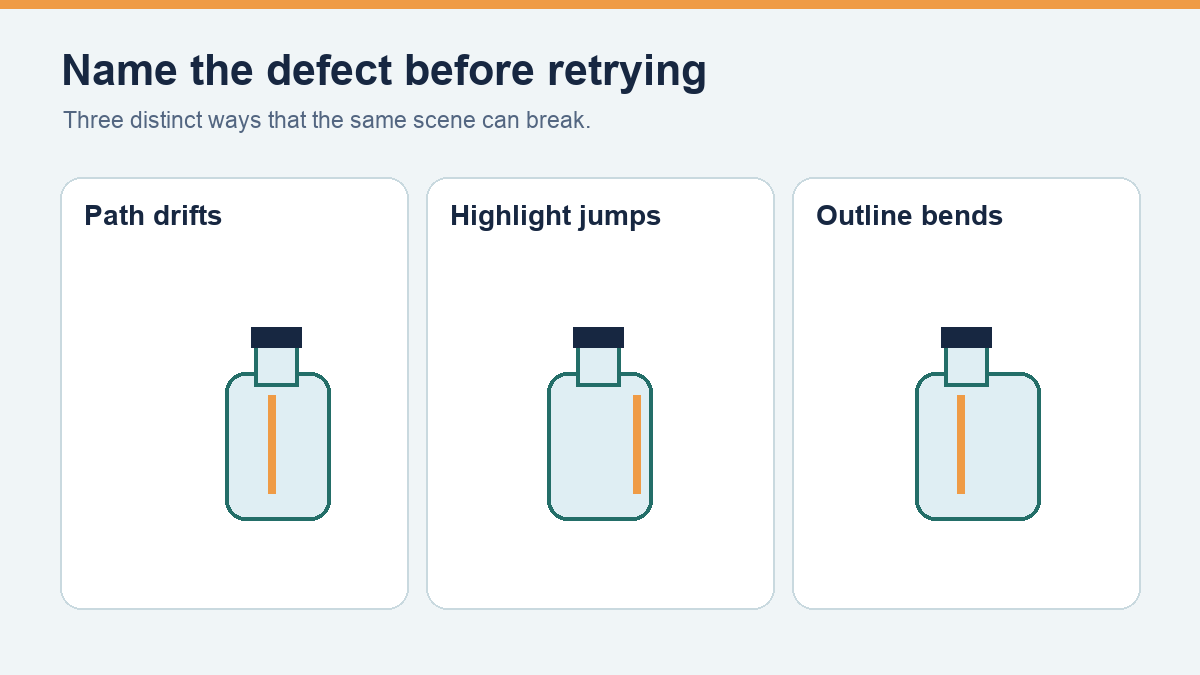 Name the defect before retrying
Three distinct ways that the same scene can break.
Path drifts
Highlight jumps
Outline bends